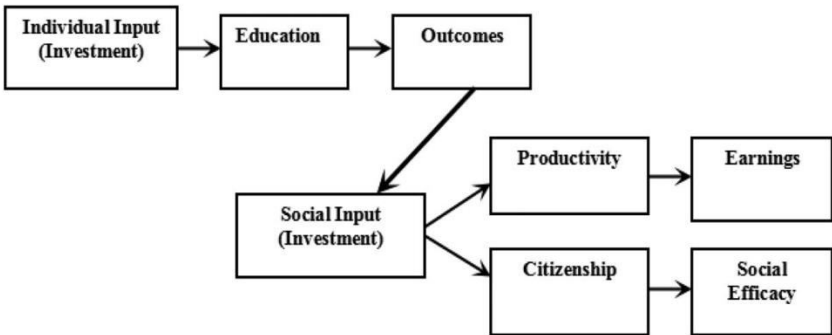 Individual Input
(Investment)
Education
Outcomes
Productivity
Earnings
Social Input
(Investment)
Citizenship
Social
Efficacy